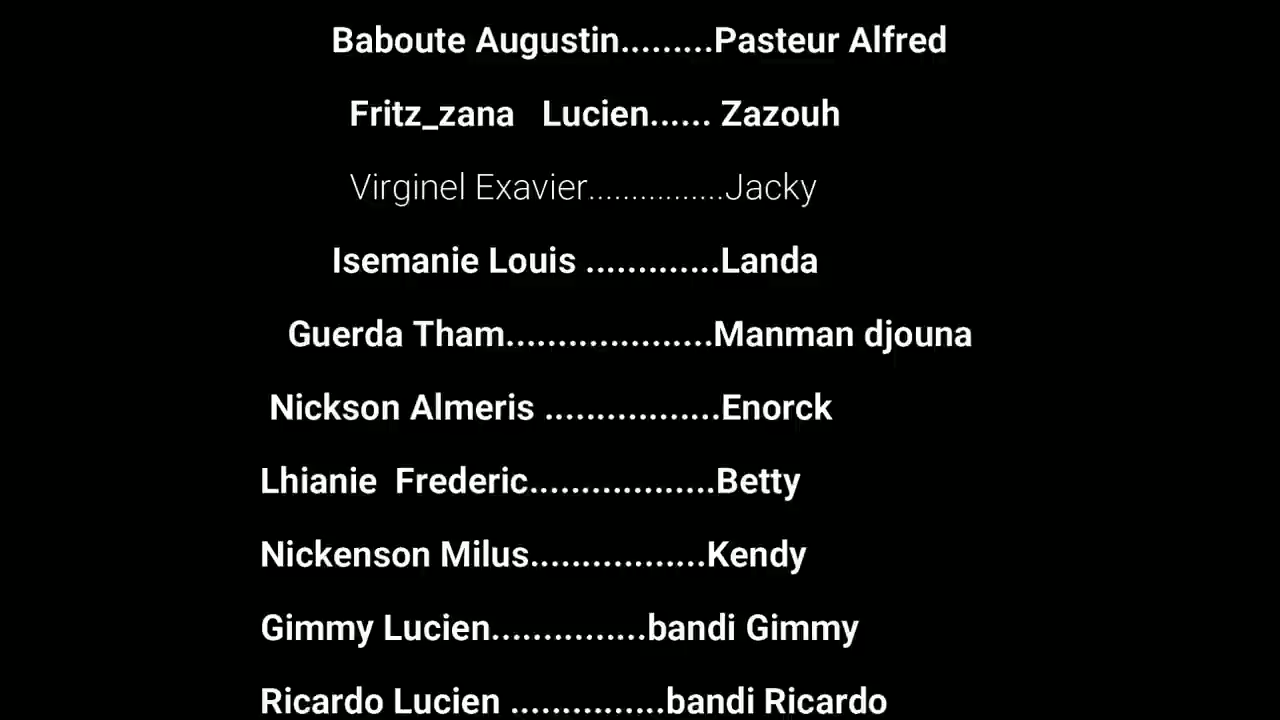 Baboute Augustin.........Pasteur Alfred
Fritz_zana Lucien...... Zazouh
Virginel Exavier...............Jacky
Isemanie Louis .............Landa
Guerda Tham....................Manman djouna
Nickson Almeris .................Enorck
Lhianie Frederic..................Betty
Nickenson Milus.................Kendy
Gimmy Lucien...............bandi Gimmy
Ricardo Lucien ...............bandi Ricardo